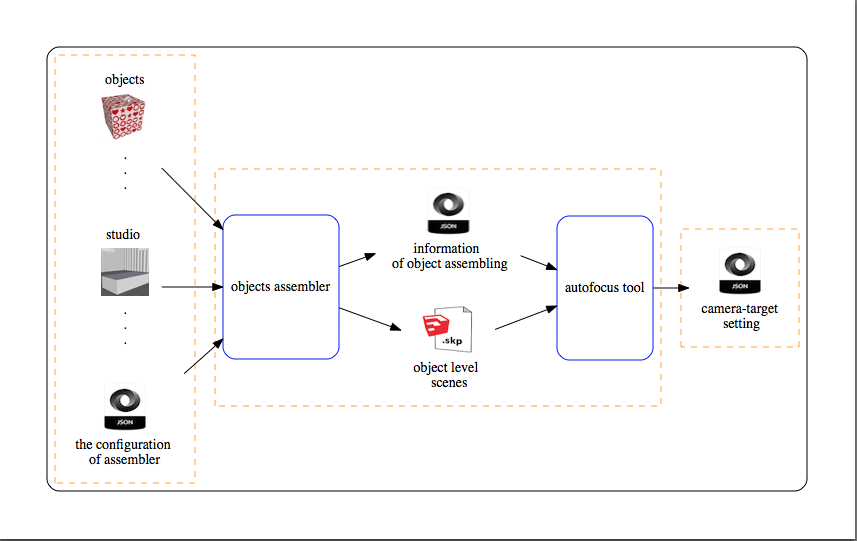 objects
studio
JSON
the configuration
of assembler
objects assembler
JSON
information
of object assembling
.skp
object level
scenes
autofocus tool
JSON
camera-target
setting